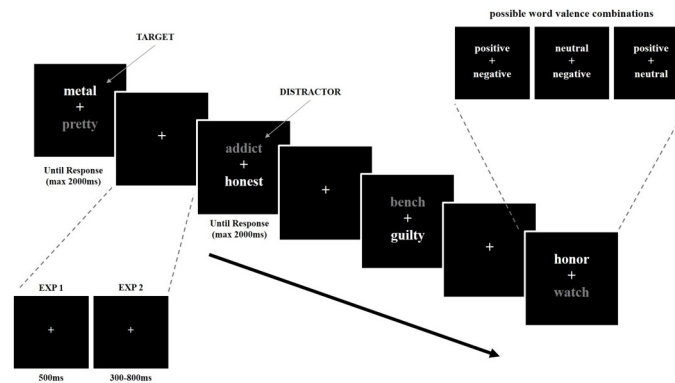 possible word valence combinations
positive
+
negative
neutral
+
negative
positive
+
neutral
TARGET
metal
+
pretty
Until Response
(max 2000ms)
+
DISTRACTOR
addict
+
honest
Until Response
(max 2000ms)
+
bench
+
guilty
+
honor
+
watch
EXP 1
+
500ms
EXP 2
+
300-800ms